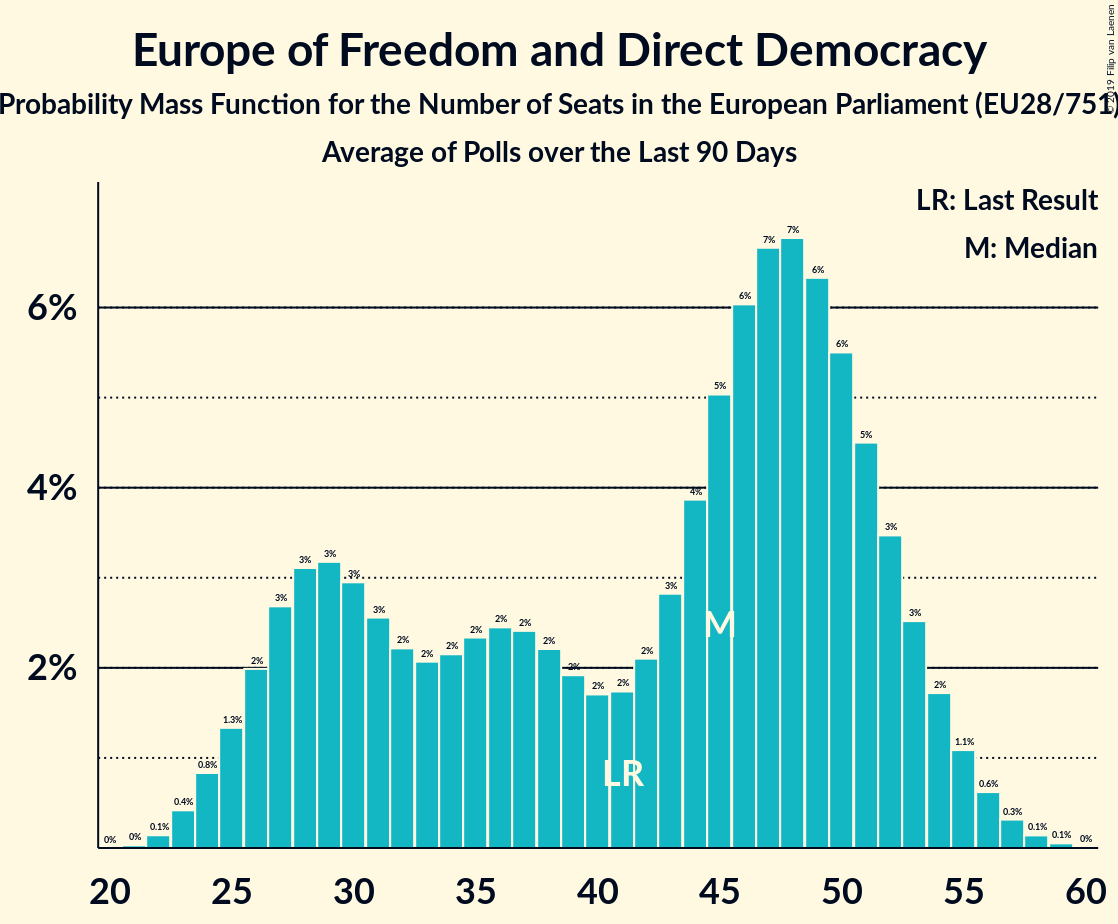 Europe of Freedom and Direct Democracy
Probability Mass Function for the Number of Seats in the European Parliament (EU28/751)
Average of Polls over the Last 90 Days
© 2019 Filip van Laenen
LR: Last Result
M: Median
6%
4%
2%
0% 0% 0.1% 0.4% 0.8% 1.3% 2% 3% 3% 3% 3% 3% 2% 2% 2% 2% 2% 2% 2% 2% 2% 2% 2% 3% 4% 5% 6% 7% 7% 6% 6% 5% 3% 3% 2% 1.1% 0.6% 0.3% 0.1% 0.1% 0%
M
LR
20 25 30 35 40 45 50 55 60